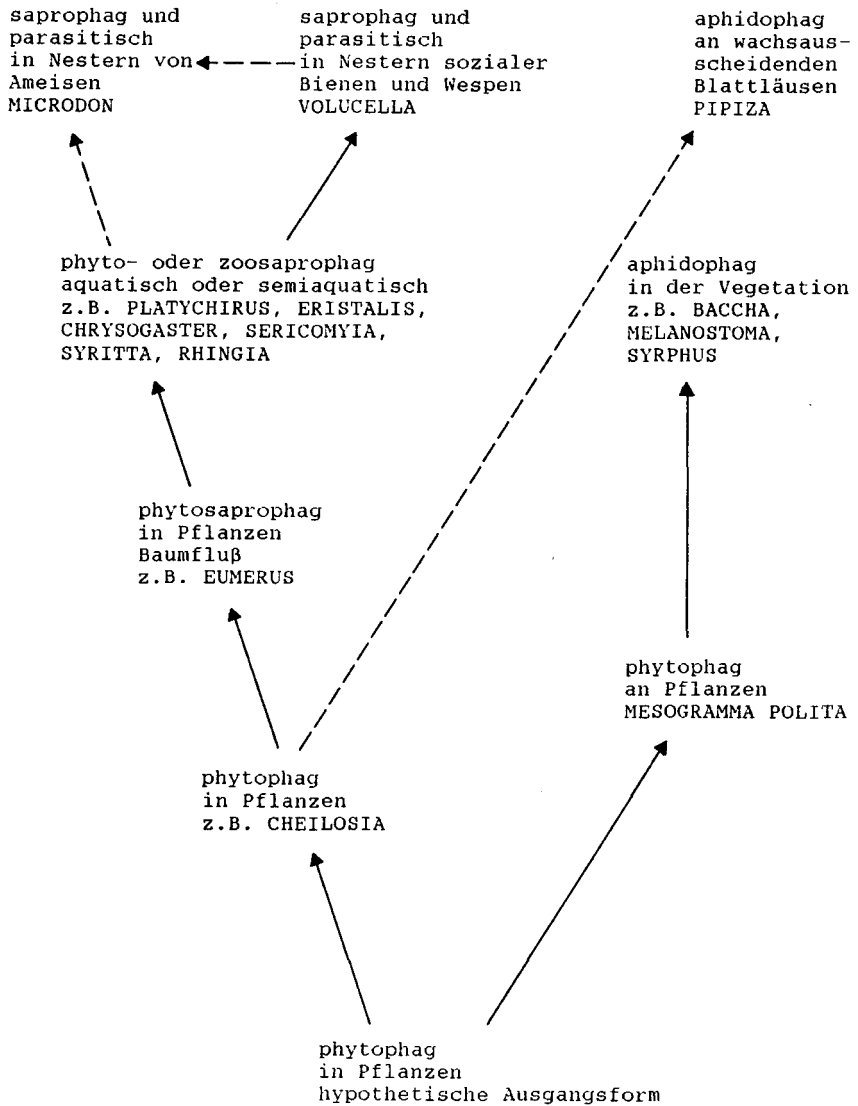 saprophag und
parasitisch
in Nestern von
Ameisen
MICRODON
saprophag und
parasitisch
in Nestern sozialer
Bienen und Wespen
VOLUCELLA
aphidophag
an wachsaus-
scheidenden
Blattläusen
PIPIZA
phyto- oder zoosaprophag
aquatisch oder semiaquatisch
z.B. PLATYCHIRUS, ERISTALIS,
CHRYSOGASTER, SERICOMYIA,
SYRITTA, RHINGIA
aphidophag
in der Vegetation
z.B. BACCHA,
MELANOSTOMA,
SYRPHUS
phytosaprophag
in Pflanzen
Baumfluß
z.B. EUMERUS
phytophag
an Pflanzen
MESOGRAMMA POLITA
phytophag
in Pflanzen
z.B. CHEILOSIA
phytophag
in Pflanzen
hypothetische Ausgangsform